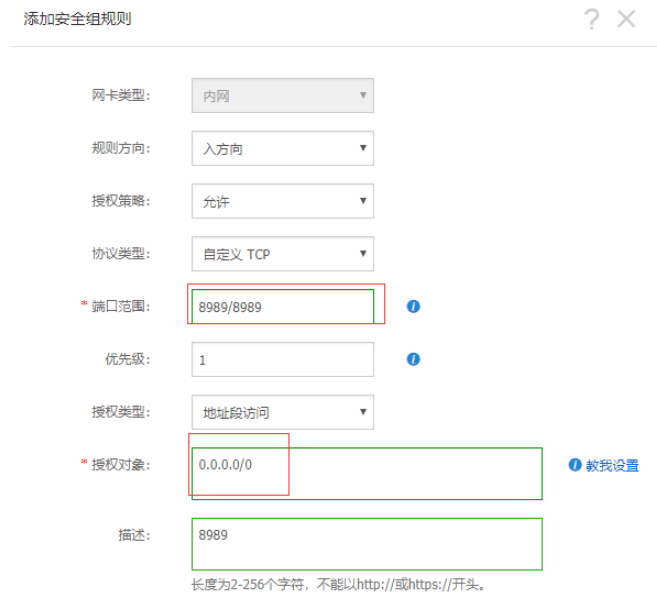 添加安全组规则
网卡类型: 内网
规则方向: 入方向
授权策略: 允许
协议类型: 自定义 TCP
* 端口范围: 8989/8989
优先级: 1
授权类型: 地址段访问
* 授权对象: 0.0.0.0/0 教我设置
描述: 8989
长度为2-256个字符，不能以http://或https://开头。